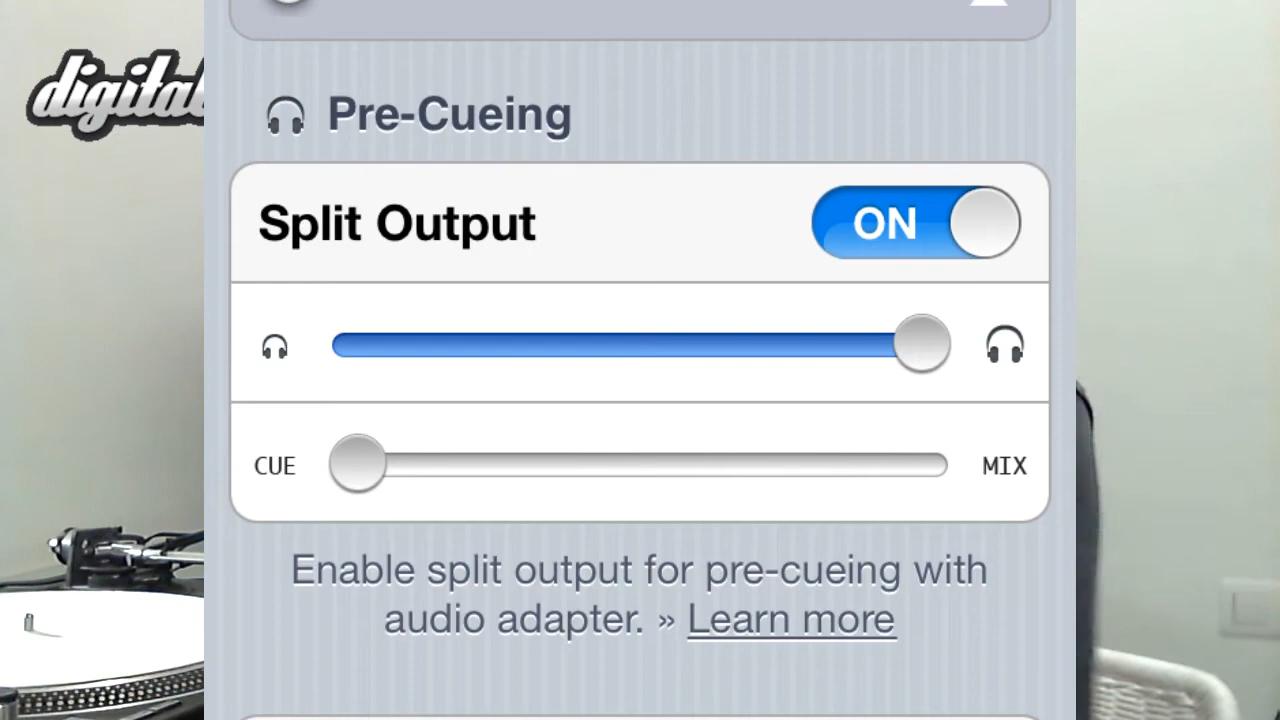 digital
Pre-Cueing
Split Output ON
CUE MIX
Enable split output for pre-cueing with
audio adapter. » Learn more